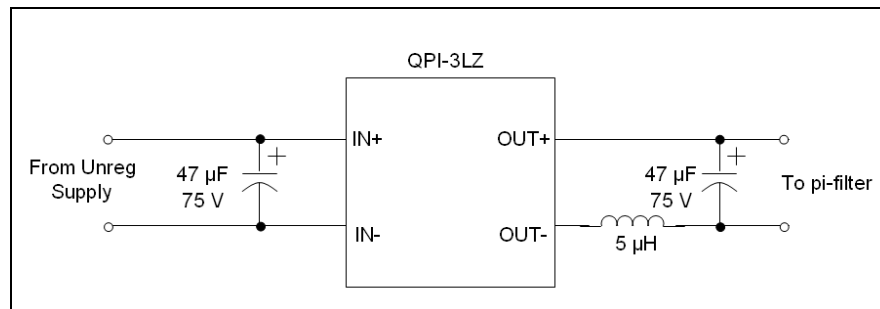 QPI-3LZ
IN+
OUT+
From Unreg
Supply
+
47 µF
75 V
+
47 µF
75 V
To pi-filter
IN-
OUT-
5 µH